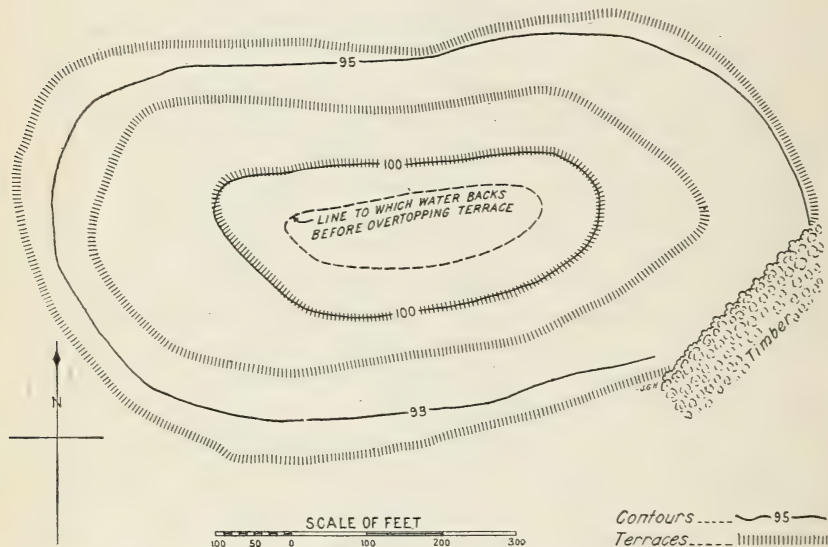 95
100
LINE TO WHICH WATER BACKS
BEFORE OVERTOPPING TERRACE
100
Timber
J.G.H.
N
93
SCALE OF FEET
100 50 0 100 200 300
Contours 95
Terraces